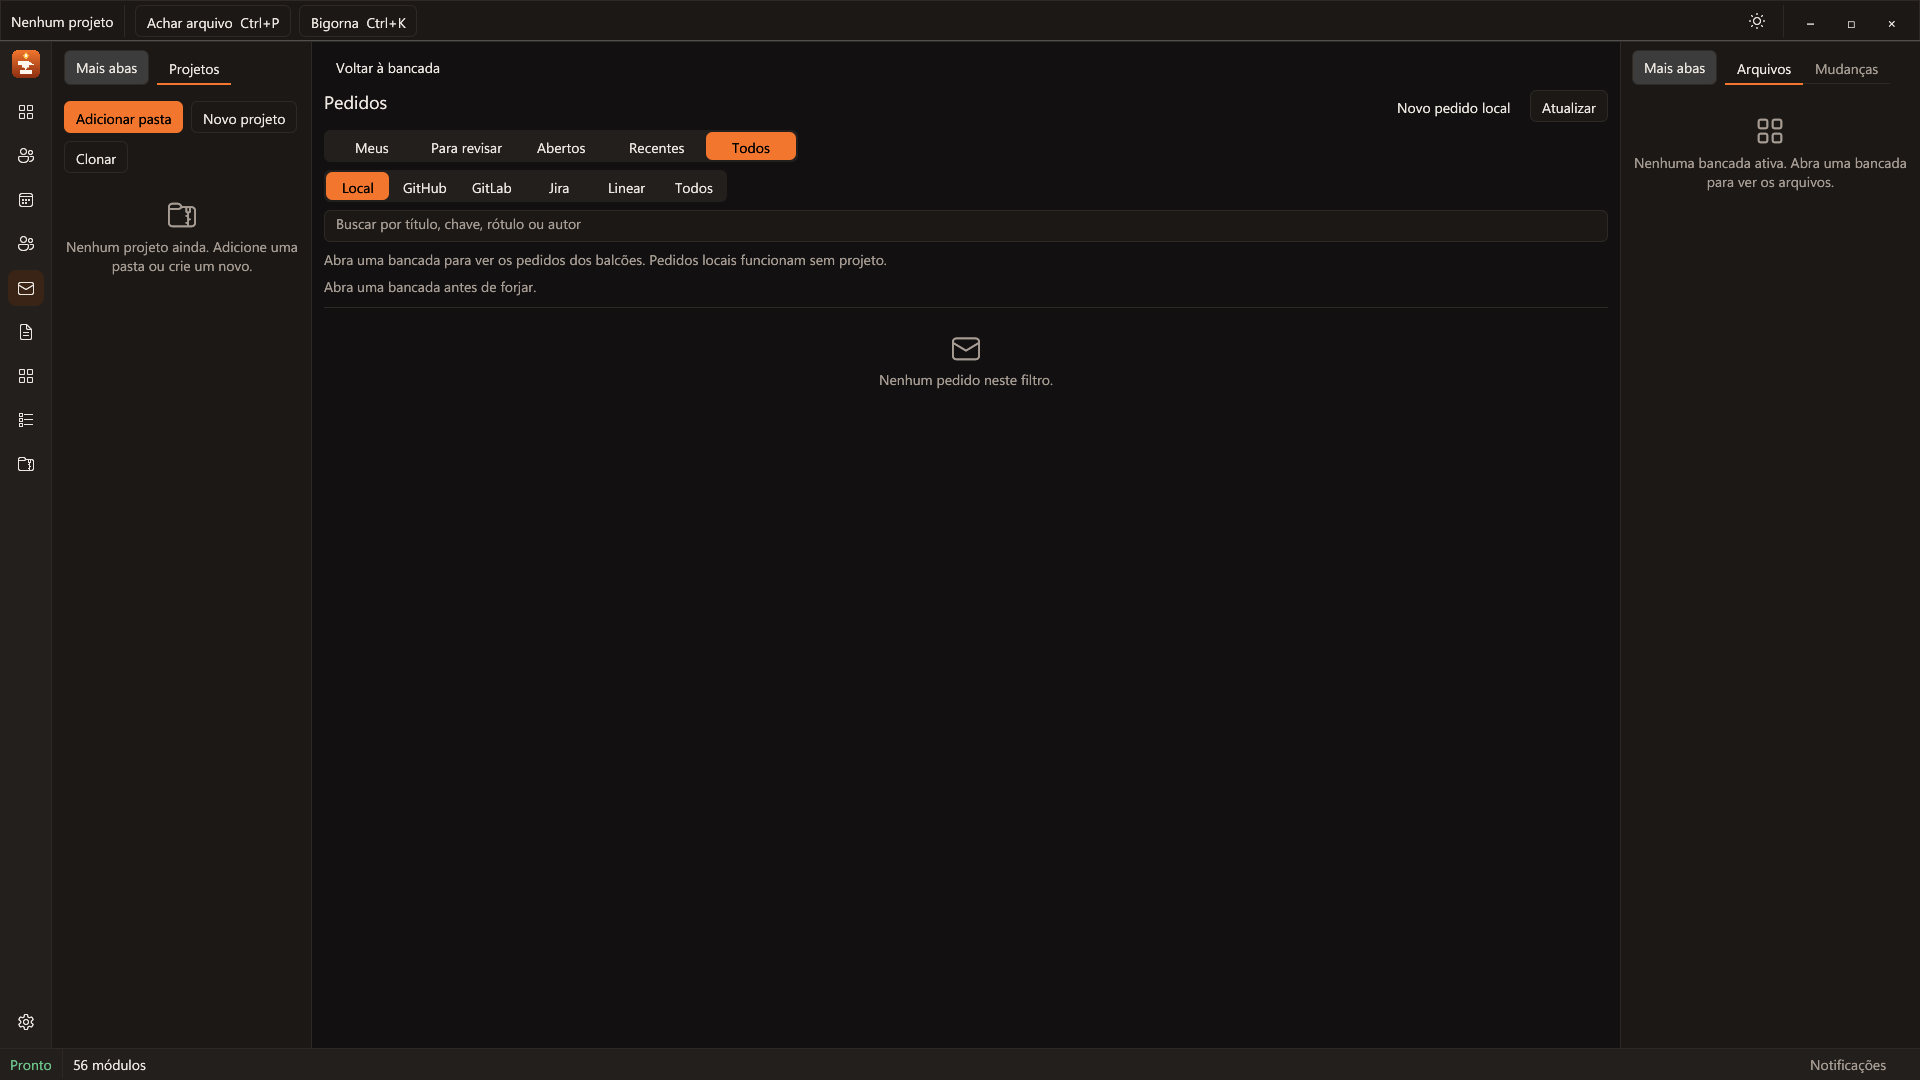 Nenhum projeto
Achar arquivo Ctrl+P
Bigorna Ctrl+K
Mais abas
Projetos
Adicionar pasta
Novo projeto
Clonar
Nenhum projeto ainda. Adicione uma
pasta ou crie um novo.
Voltar à bancada
Pedidos
Novo pedido local
Atualizar
Meus
Para revisar
Abertos
Recentes
Todos
Local
GitHub
GitLab
Jira
Linear
Todos
Buscar por título, chave, rótulo ou autor
Abra uma bancada para ver os pedidos dos balcões. Pedidos locais funcionam sem projeto.
Abra uma bancada antes de forjar.
Nenhum pedido neste filtro.
Mais abas
Arquivos
Mudanças
Nenhuma bancada ativa. Abra uma bancada
para ver os arquivos.
Pronto
56 módulos
Notificações